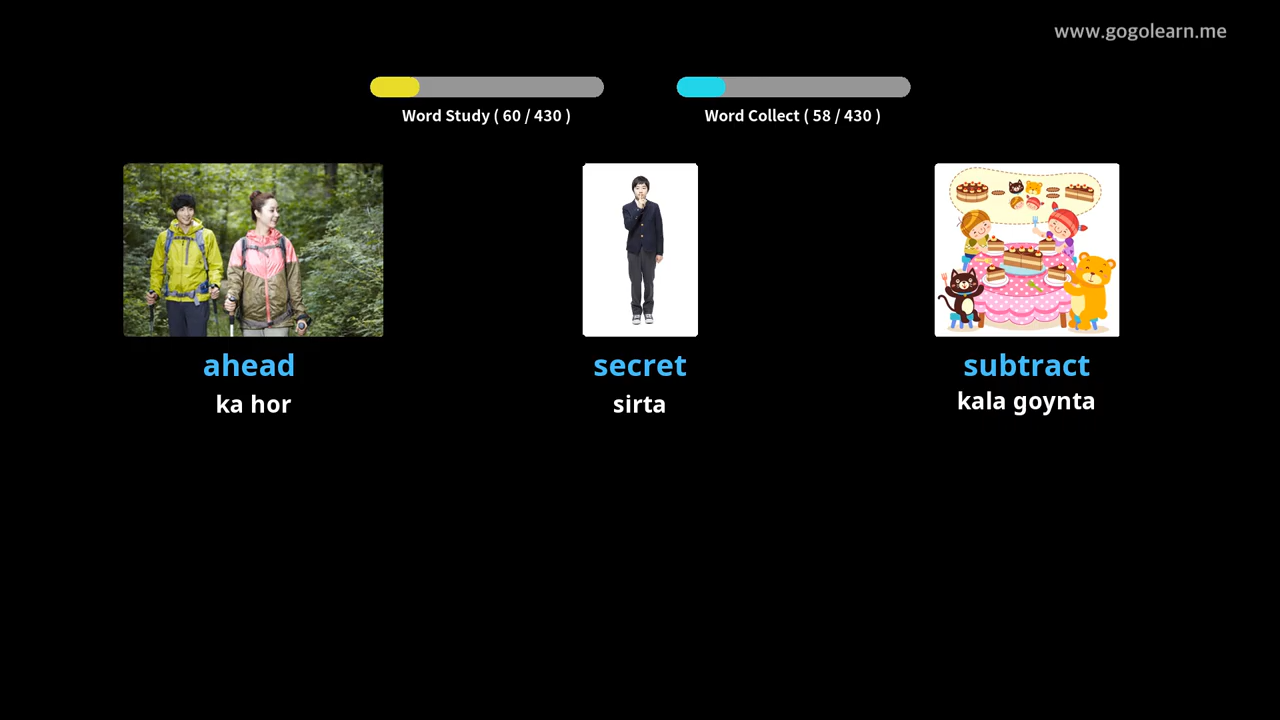 www.gogolearn.me
Word Study ( 60 / 430 )
Word Collect ( 58 / 430 )
ahead
secret
subtract
ka hor
sirta
kala goynta